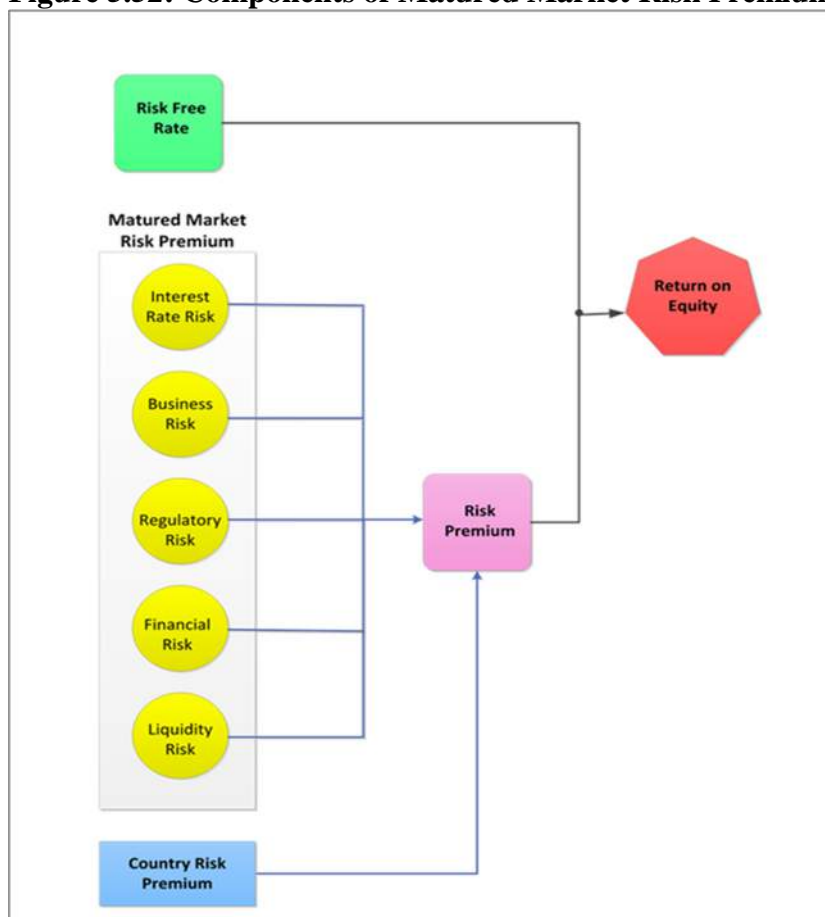 Figure 3.32: Components of Matured Market Risk Premium
Risk Free
Rate
Matured Market
Risk Premium
Interest
Rate Risk
Business
Risk
Regulatory
Risk
Financial
Risk
Liquidity
Risk
Country Risk
Premium
Risk
Premium
Return on
Equity